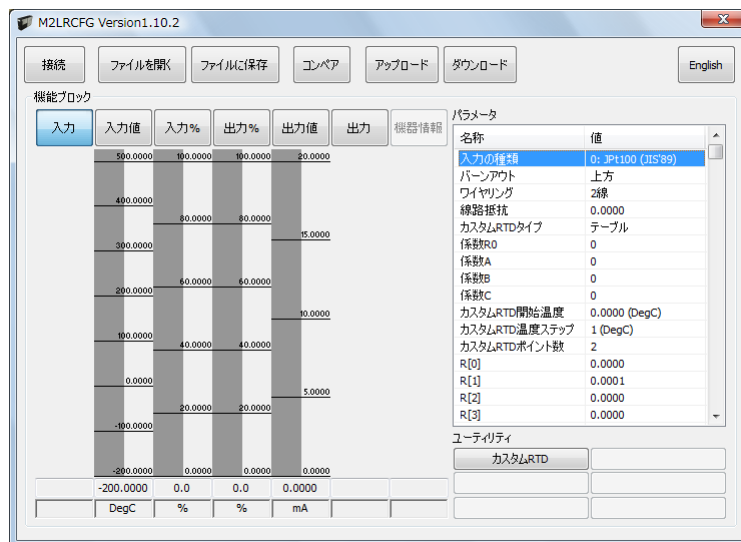 M2LRCFG Version1.10.2
接続 ファイルを開く ファイルに保存 コンペア アップロード ダウンロード English
機能ブロック
入力 入力値 入力% 出力% 出力値 出力 機器情報
500.0000 100.0000 100.0000 20.0000
400.0000
80.0000 80.0000
15.0000
300.0000
60.0000 60.0000
200.0000
10.0000
100.0000
40.0000 40.0000
0.0000
5.0000
20.0000 20.0000
-100.0000
-200.0000 0.0000 0.0000 0.0000
-200.0000 0.0 0.0 0.0000
DegC % % mA
パラメータ
名称 値
入力の種類 0: JPt100 (JIS'89)
バーンアウト 上方
ワイヤリング 2線
線路抵抗 0.0000
カスタムRTDタイプ テーブル
係数R0 0
係数A 0
係数B 0
係数C 0
カスタムRTD開始温度 0.0000 (DegC)
カスタムRTD温度ステップ 1 (DegC)
カスタムRTDポイント数 2
R[0] 0.0000
R[1] 0.0001
R[2] 0.0000
R[3] 0.0000
ユーティリティ
カスタムRTD